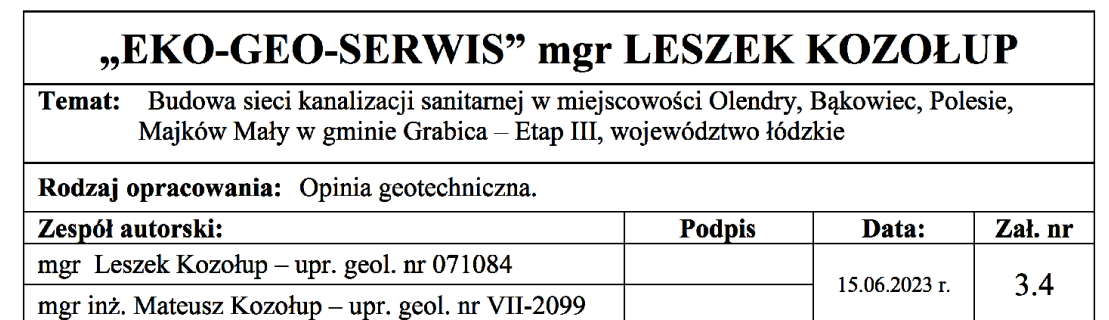 „EKO-GEO-SERWIS” mgr LESZEK KOZOŁUP
Temat: Budowa sieci kanalizacji sanitarnej w miejscowości Olendry, Bąkowiec, Polesie,
Majków Mały w gminie Grabica – Etap III, województwo łódzkie
Rodzaj opracowania: Opinia geotechniczna.
Zespół autorski: Podpis Data: Zał. nr
mgr Leszek Kozołup – upr. geol. nr 071084
15.06.2023 r. 3.4
mgr inż. Mateusz Kozołup – upr. geol. nr VII-2099